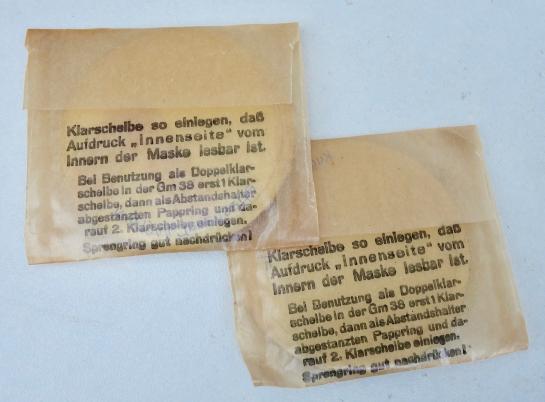 Klarscheibe so einlegen, daß
Aufdruck „innenseite“ vom
Innern der Maske lesbar ist.
Bei Benutzung als Doppelklar-
scheibe in der Gm 38 erst 1 Klar-
scheibe, dann als Abstandshalter
abgestanzten Pappring und da-
rauf 2. Klarscheibe einlegen.
Sprengring gut nachdrücken!
Klarscheibe so einlegen, daß
Aufdruck „innenseite“ vom
Innern der Maske lesbar ist.
Bei Benutzung als Doppelklar-
scheibe in der Gm 38 erst 1 Klar-
scheibe, dann als Abstandshalter
abgestanzten Pappring und da-
rauf 2. Klarscheibe einlegen.
Sprengring gut nachdrücken!